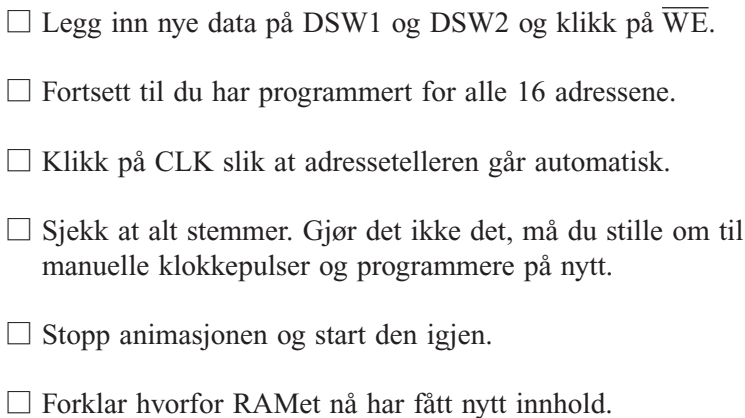 ☐ Legg inn nye data på DSW1 og DSW2 og klikk på W̅E̅.
☐ Fortsett til du har programmert for alle 16 adressene.
☐ Klikk på CLK slik at adressetelleren går automatisk.
☐ Sjekk at alt stemmer. Gjør det ikke det, må du stille om til
manuelle klokkepulser og programmere på nytt.
☐ Stopp animasjonen og start den igjen.
☐ Forklar hvorfor RAMet nå har fått nytt innhold.